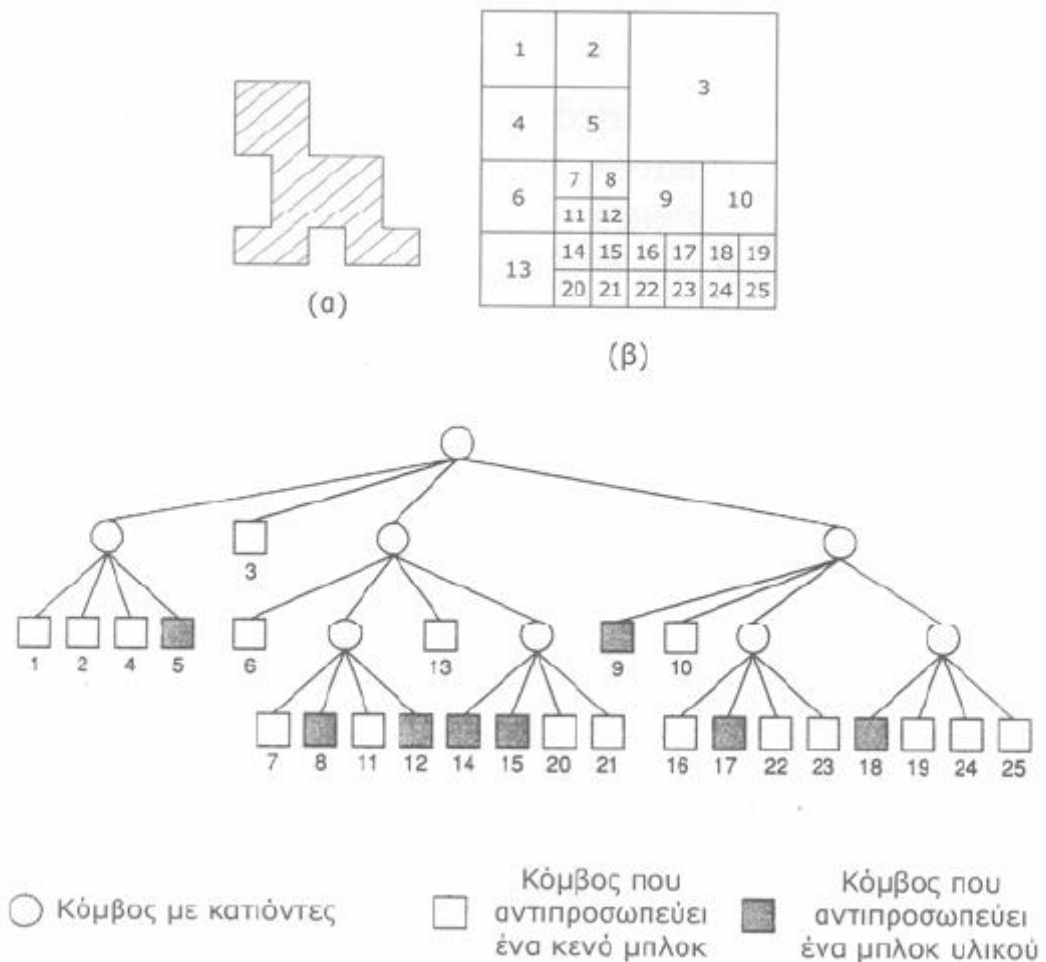 1 2
3
4 5
6 7 8
9 10
11 12
13 14 15 16 17 18 19
20 21 22 23 24 25
(α)
(β)
3
1 2 4 5 6 13 9 10
7 8 11 12 14 15 20 21 16 17 22 23 18 19 24 25
Κόμβος με κατιόντες
Κόμβος που
αντιπροσωπεύει
ένα κενό μπλοκ
Κόμβος που
αντιπροσωπεύει
ένα μπλοκ υλικού